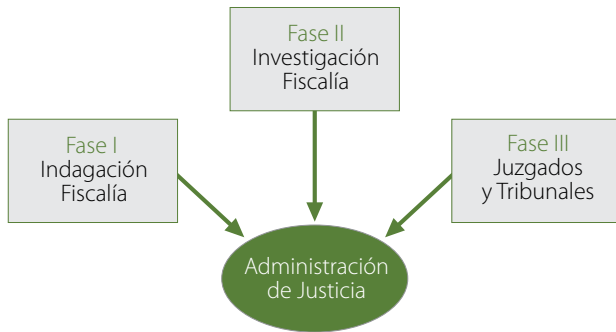 Fase II
Investigación
Fiscalía
Fase I
Indagación
Fiscalía
Fase III
Juzgados
y Tribunales
Administración
de Justicia